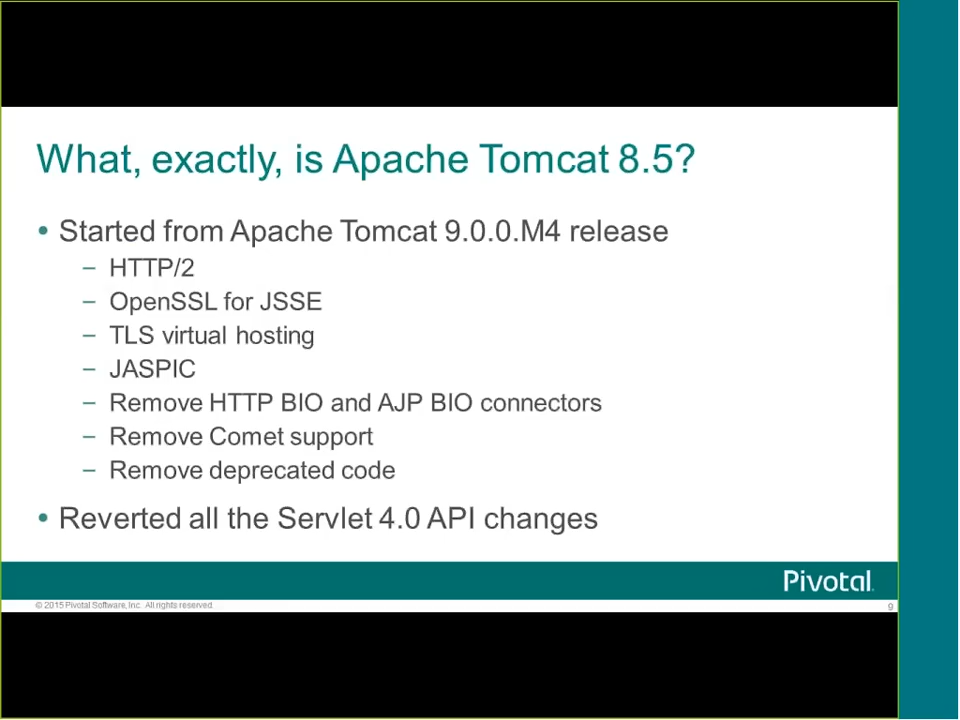 What, exactly, is Apache Tomcat 8.5?
• Started from Apache Tomcat 9.0.0.M4 release
– HTTP/2
– OpenSSL for JSSE
– TLS virtual hosting
– JASPIC
– Remove HTTP BIO and AJP BIO connectors
– Remove Comet support
– Remove deprecated code
• Reverted all the Servlet 4.0 API changes
Pivotal
© 2015 Pivotal Software, Inc. All rights reserved.
9